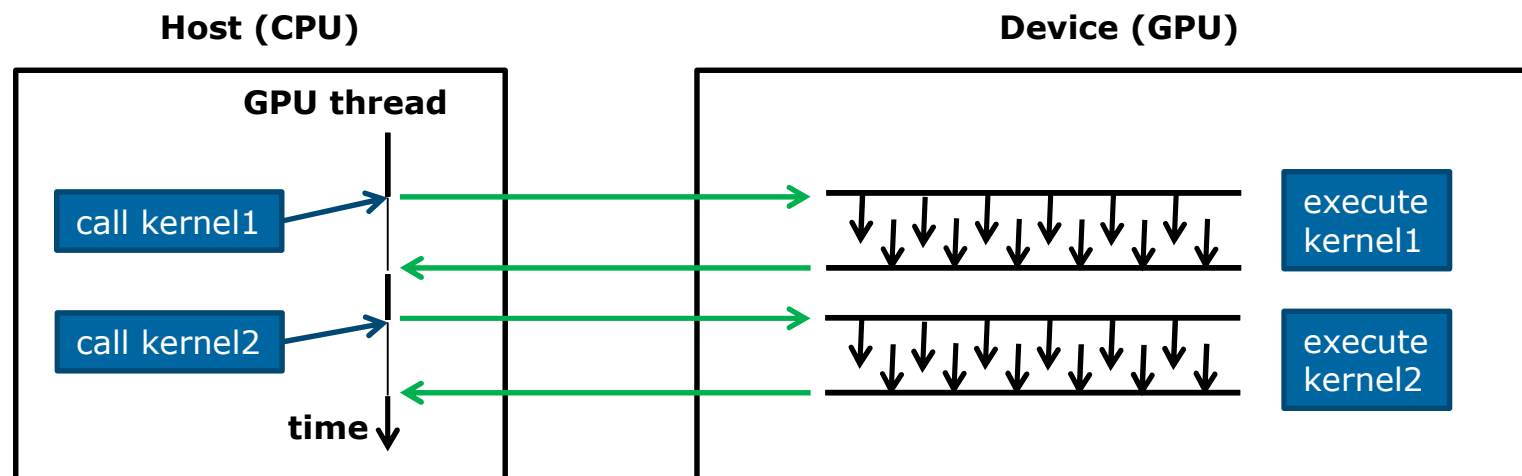 Host (CPU)
Device (GPU)
GPU thread
call kernel1
execute
kernel1
call kernel2
execute
kernel2
time